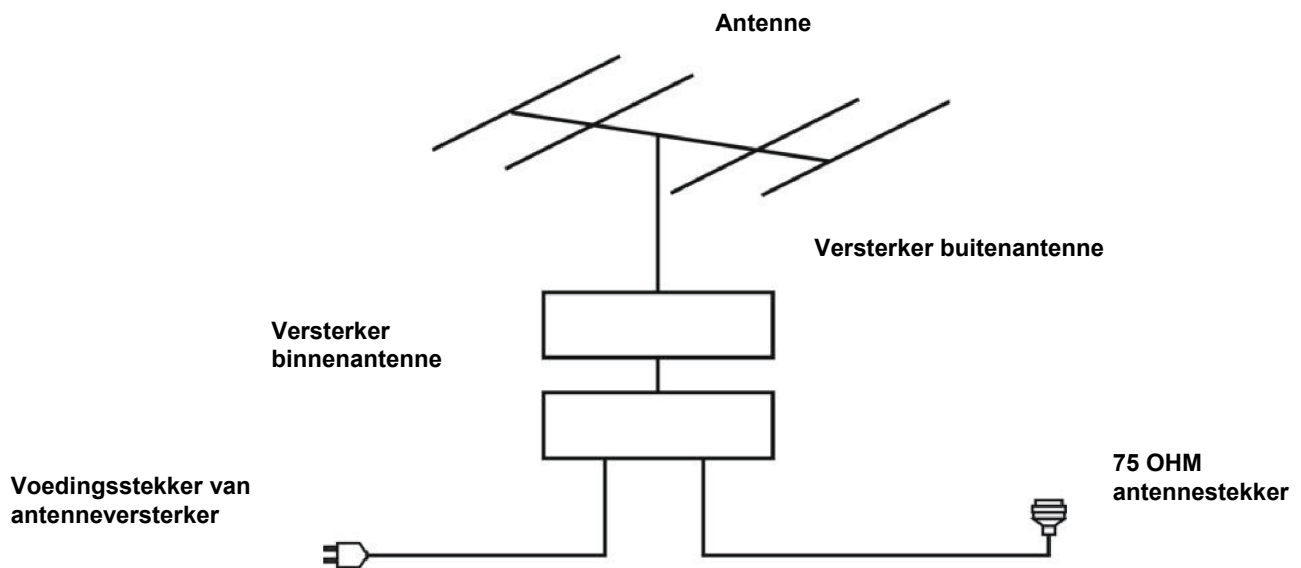 Antenne
Versterker buitenantenne
Versterker
binnenantenne
75 OHM
antennestekker
Voedingsstekker van
antenneversterker